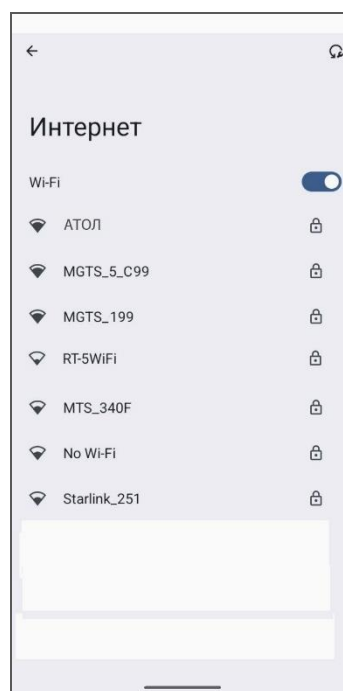 Интернет
Wi-Fi
АТОЛ
MGTS_5_C99
MGTS_199
RT-5WiFi
MTS_340F
No Wi-Fi
Starlink_251